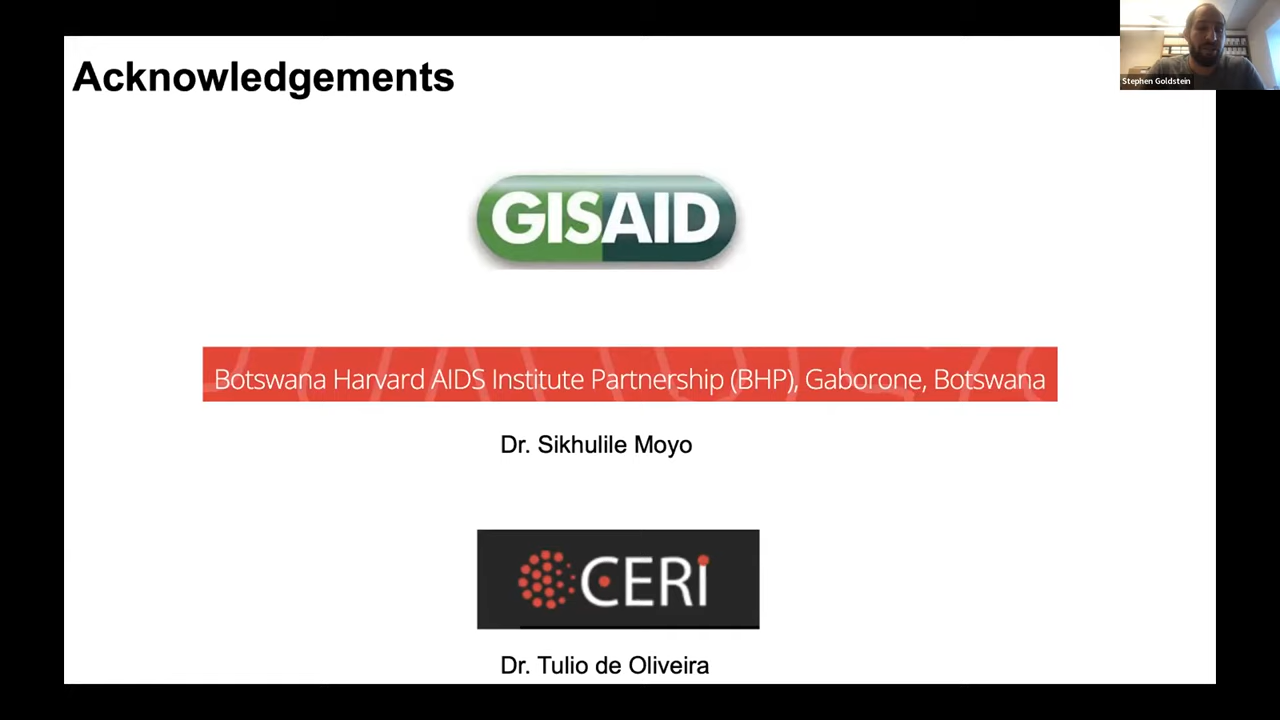 Acknowledgements
Stephen Goldstein
GISAID
Botswana Harvard AIDS Institute Partnership (BHP), Gaborone, Botswana
Dr. Sikhulile Moyo
CERI
Dr. Tulio de Oliveira